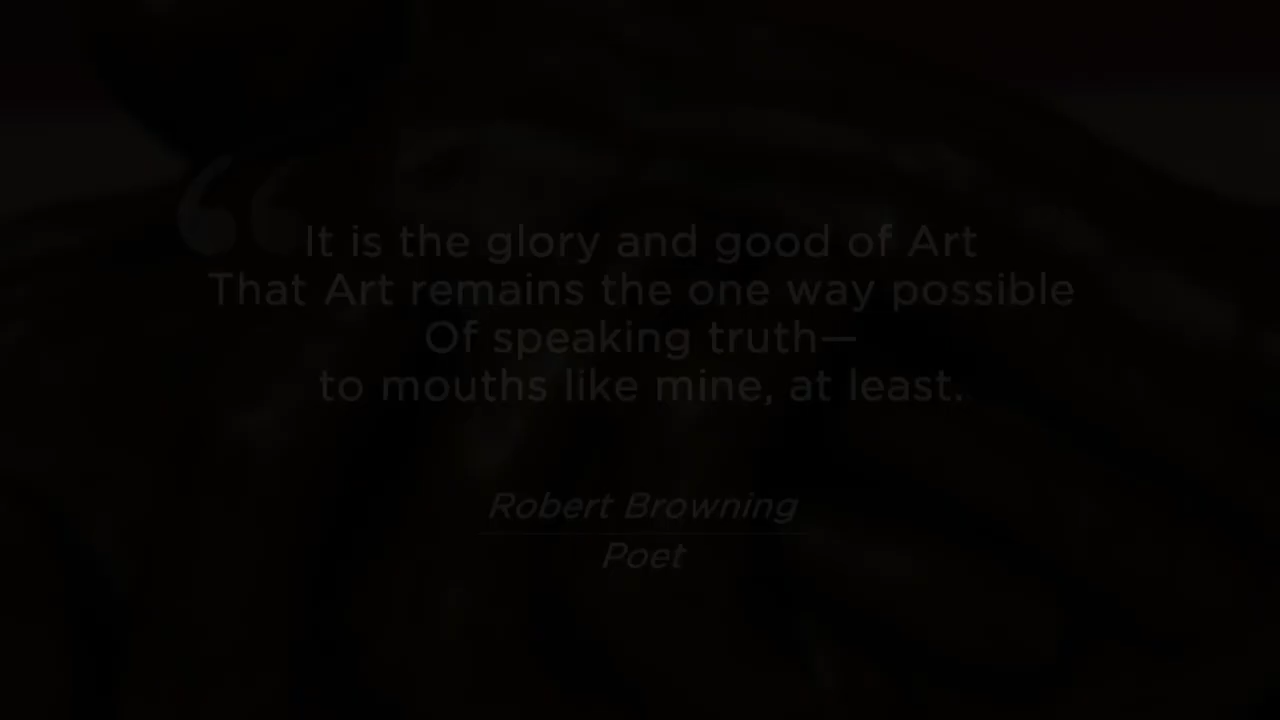 “It is the glory and good of Art
That Art remains the one way possible
Of speaking truth—
to mouths like mine, at least.
Robert Browning
Poet